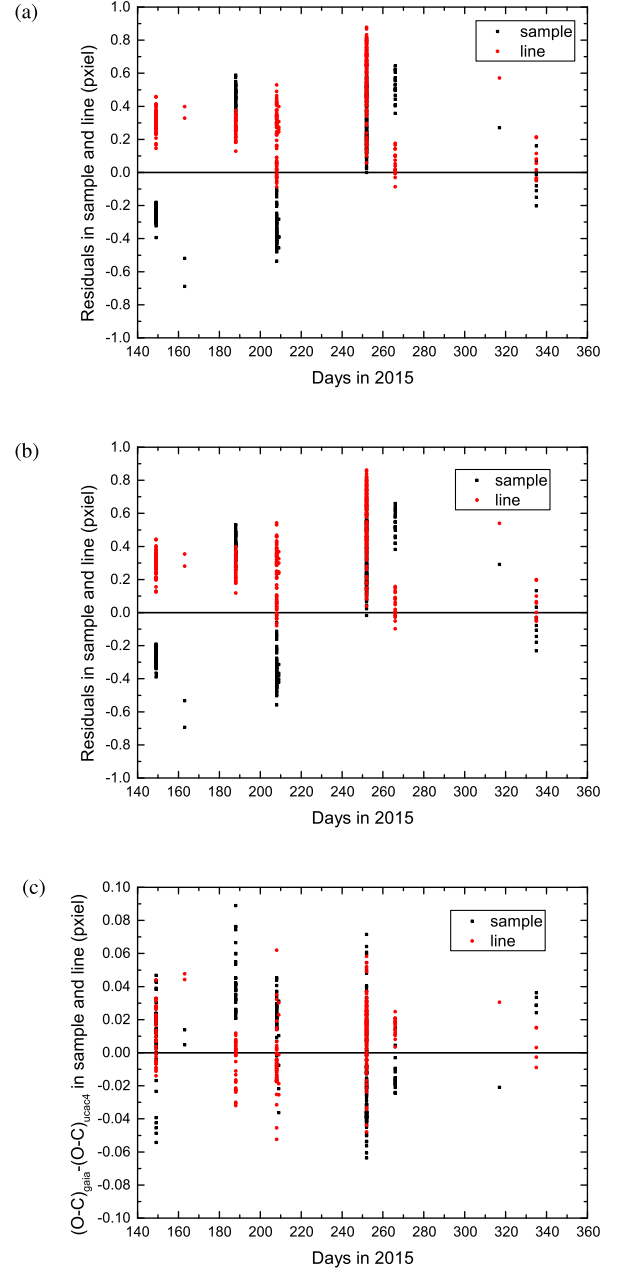 (a)
1.0
0.8
0.6
0.4
0.2
0.0
-0.2
-0.4
-0.6
-0.8
-1.0
Residuals in sample and line (pxiel)
sample
line
140 160 180 200 220 240 260 280 300 320 340 360
Days in 2015
(b)
1.0
0.8
0.6
0.4
0.2
0.0
-0.2
-0.4
-0.6
-0.8
-1.0
Residuals in sample and line (pxiel)
sample
line
140 160 180 200 220 240 260 280 300 320 340 360
Days in 2015
(c)
0.10
0.08
0.06
0.04
0.02
0.00
-0.02
-0.04
-0.06
-0.08
-0.10
(O-C)gaia-(O-C)ucac4 in sample and line (pxiel)
sample
line
140 160 180 200 220 240 260 280 300 320 340 360
Days in 2015